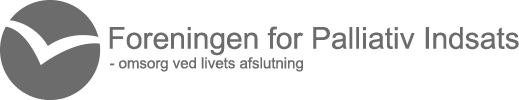 Foreningen for Palliativ Indsats
- omsorg ved livets afslutning